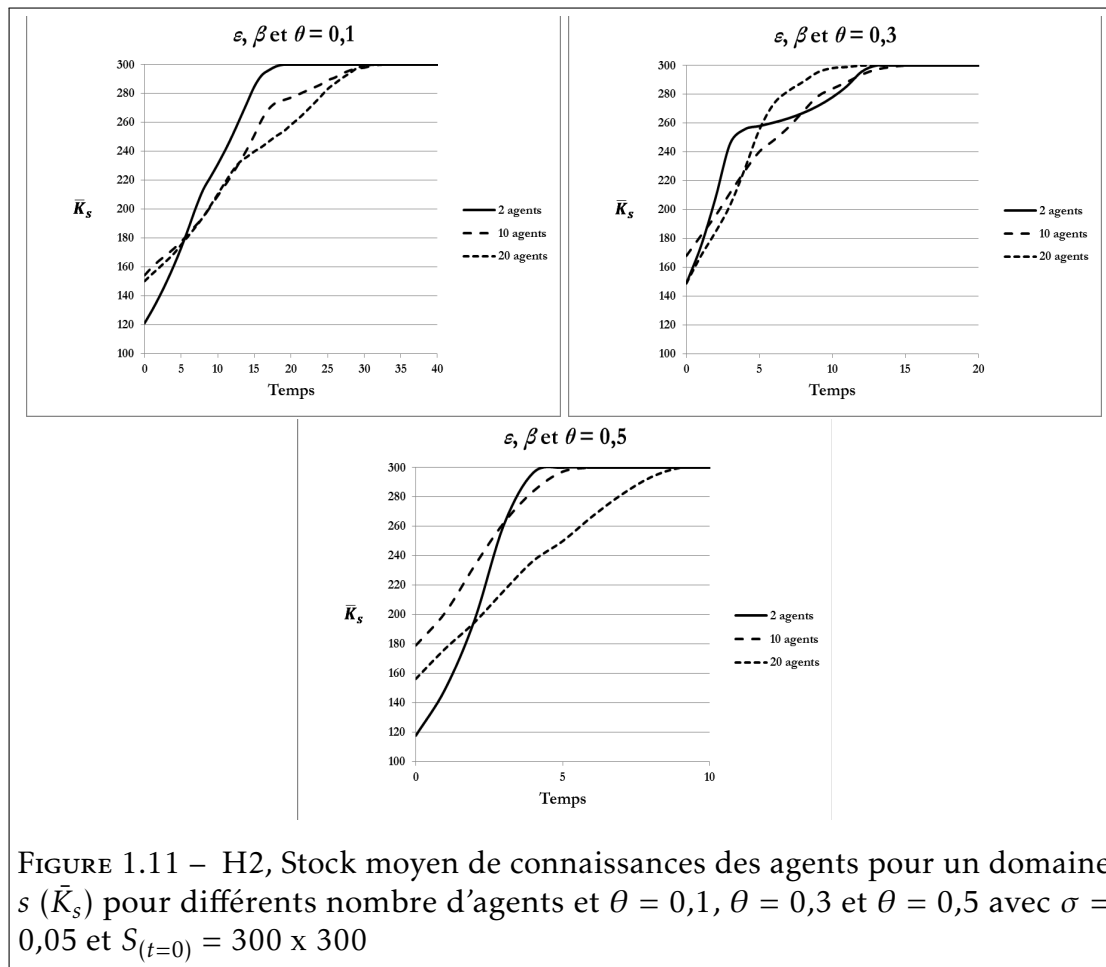 ε, β et θ = 0,1
300
280
260
240
220
200
180
160
140
120
100
K̄s
0 5 10 15 20 25 30 35 40
Temps
2 agents
10 agents
20 agents
ε, β et θ = 0,3
300
280
260
240
220
200
180
160
140
120
100
K̄s
0 5 10 15 20
Temps
2 agents
10 agents
20 agents
ε, β et θ = 0,5
300
280
260
240
220
200
180
160
140
120
100
K̄s
0 5 10
Temps
2 agents
10 agents
20 agents
FIGURE 1.11 – H2, Stock moyen de connaissances des agents pour un domaine
s (K̄s) pour différents nombre d'agents et θ = 0,1, θ = 0,3 et θ = 0,5 avec σ =
0,05 et S(t=0) = 300 x 300